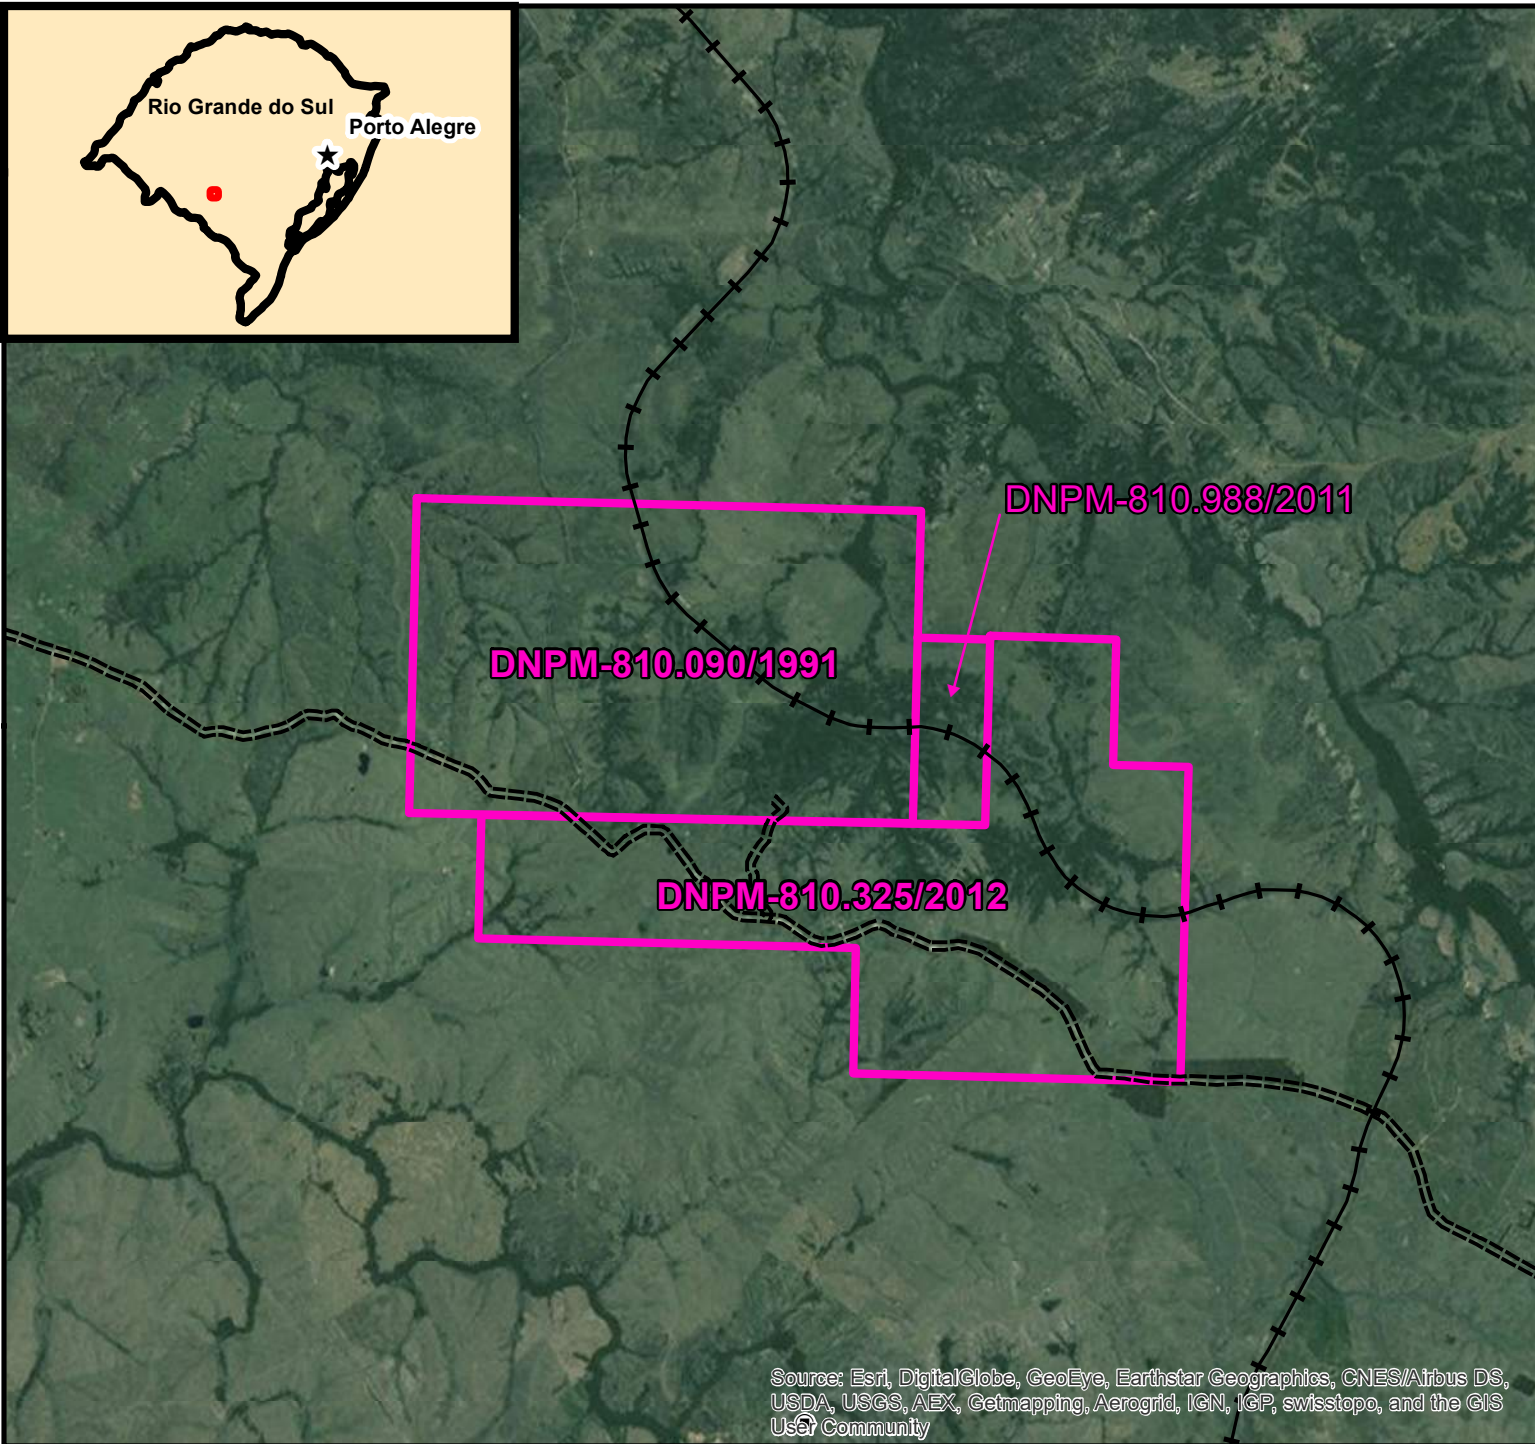 Rio Grande do Sul
Porto Alegre
DNPM-810.988/2011
DNPM-810.090/1991
DNPM-810.325/2012
Source: Esri, DigitalGlobe, GeoEye, Earthstar Geographics, CNES/Airbus DS,
USDA, USGS, AEX, Getmapping, Aerogrid, IGN, IGP, swisstopo, and the GIS
User Community